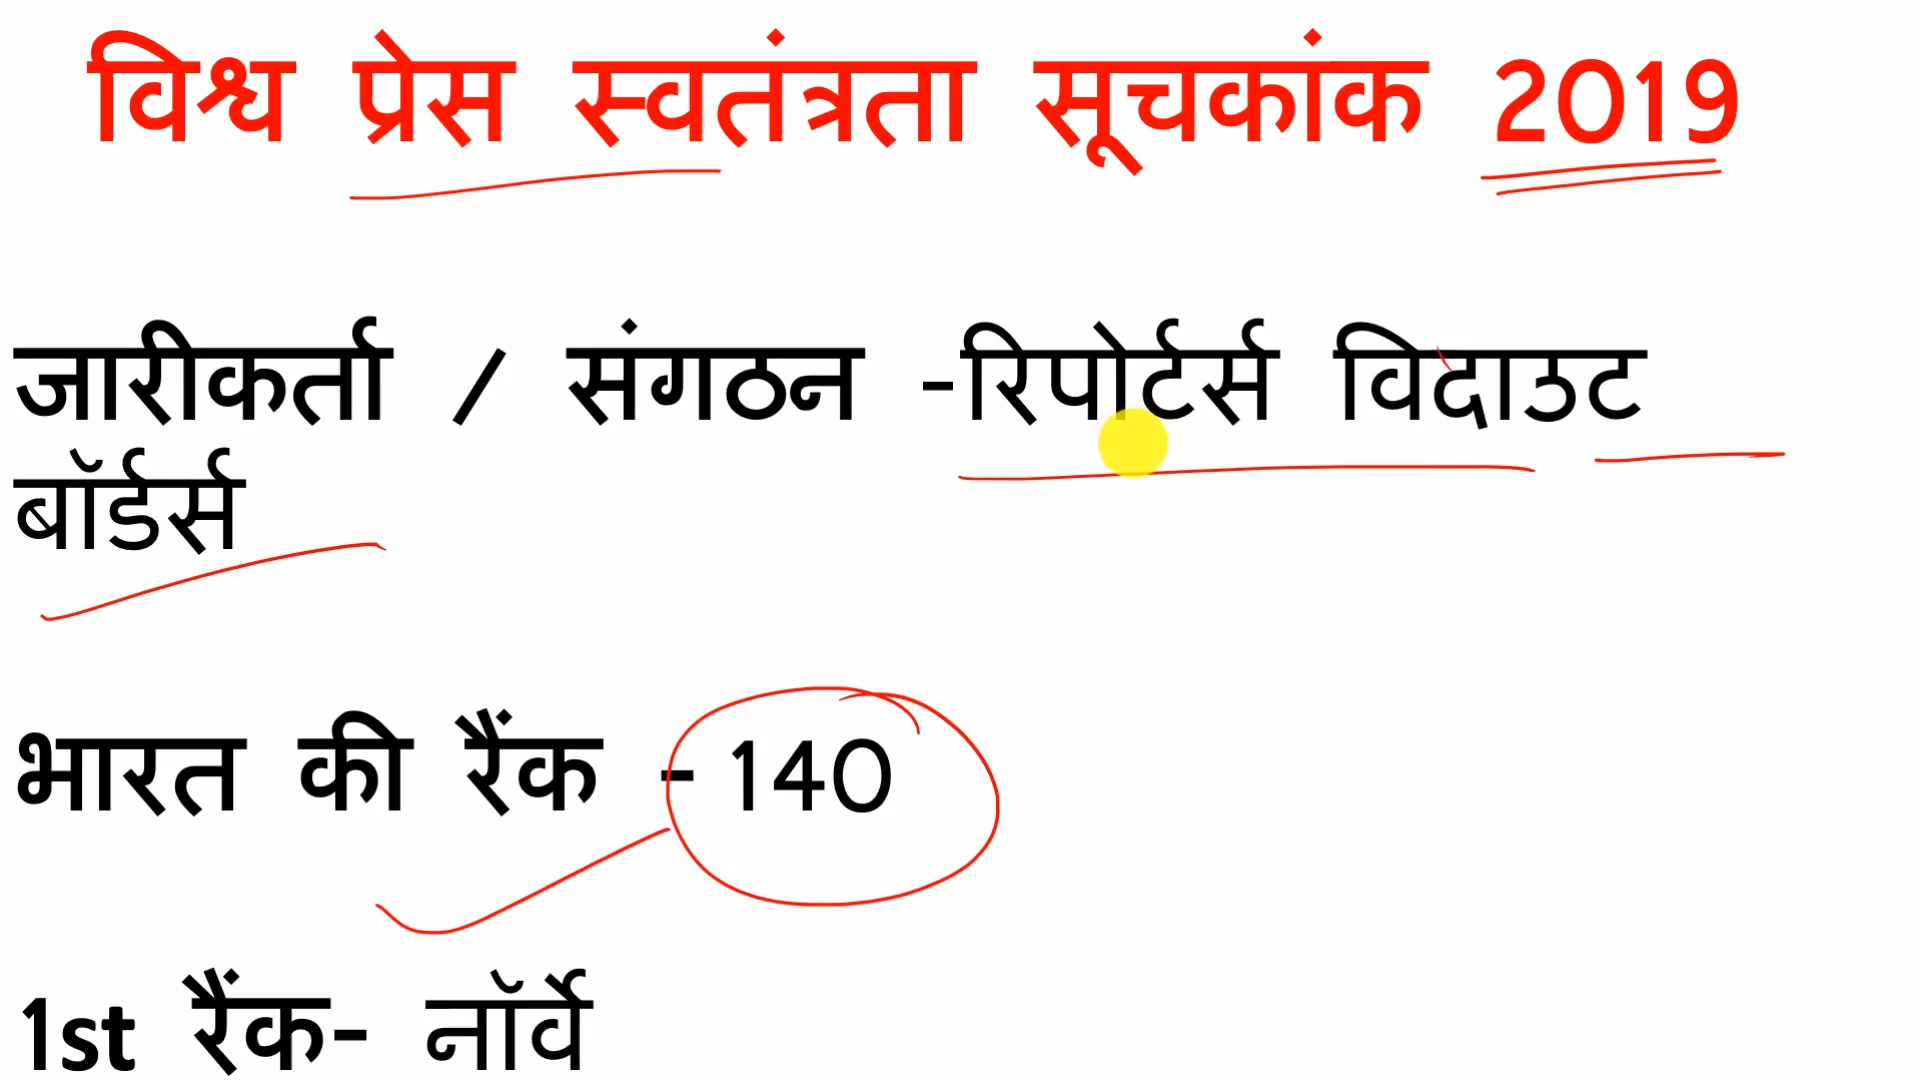 विश्व प्रेस स्वतंत्रता सूचकांक 2019
जारीकर्ता / संगठन -रिपोर्टर्स विदाउट
बॉर्डर्स
भारत की रैंक - 140
1st रैंक- नॉर्वे